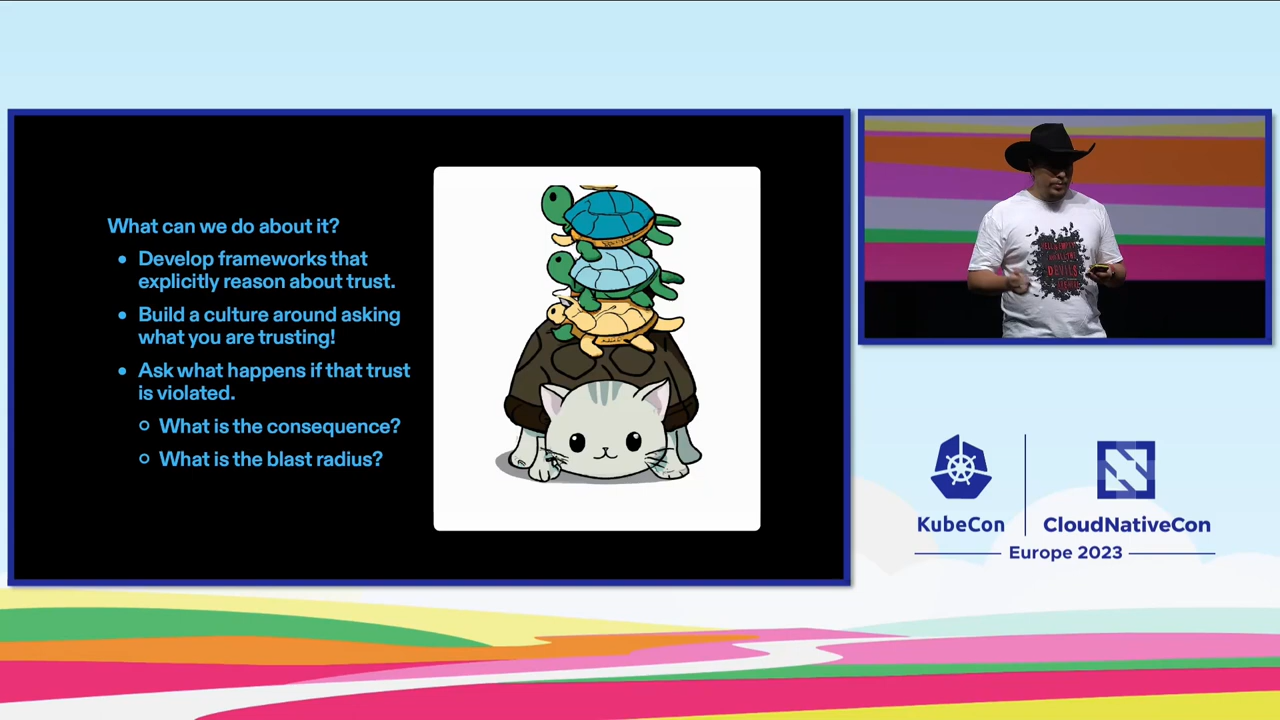 What can we do about it?
Develop frameworks that
explicitly reason about trust.
Build a culture around asking
what you are trusting!
Ask what happens if that trust
is violated.
What is the consequence?
What is the blast radius?
DEVILS
KubeCon
CloudNativeCon
Europe 2023